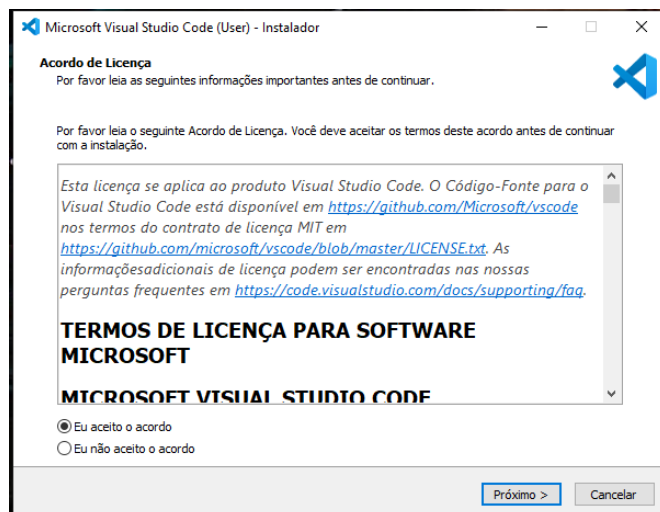 Microsoft Visual Studio Code (User) - Instalador
Acordo de Licença
Por favor leia as seguintes informações importantes antes de continuar.
Por favor leia o seguinte Acordo de Licença. Você deve aceitar os termos deste acordo antes de continuar
com a instalação.
Esta licença se aplica ao produto Visual Studio Code. O Código-Fonte para o
Visual Studio Code está disponível em https://github.com/Microsoft/vscode
nos termos do contrato de licença MIT em
https://github.com/microsoft/vscode/blob/master/LICENSE.txt. As
informaçõesadicionais de licença podem ser encontradas nas nossas
perguntas frequentes em https://code.visualstudio.com/docs/supporting/faq.
TERMOS DE LICENÇA PARA SOFTWARE
MICROSOFT
MICROSOFT VISUAL STUDIO CODE
Eu aceito o acordo
Eu não aceito o acordo
Próximo >
Cancelar